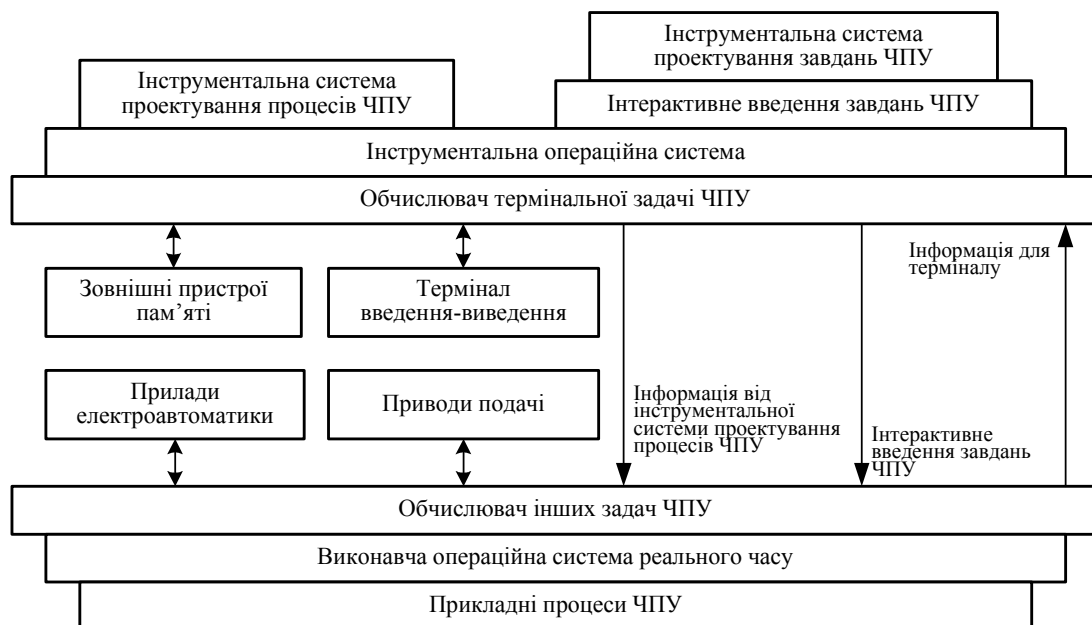 Інструментальна система
проектування завдань ЧПУ
Інструментальна система
проектування процесів ЧПУ
Інтерактивне введення завдань ЧПУ
Інструментальна операційна система
Обчислювач термінальної задачі ЧПУ
Інформація для
терміналу
Зовнішні пристрої
пам’яті
Термінал
введення-виведення
Прилади
електроавтоматики
Приводи подачі
Інформація від
інструментальної
системи проектування
процесів ЧПУ
Інтерактивне
введення завдань
ЧПУ
Обчислювач інших задач ЧПУ
Виконавча операційна система реального часу
Прикладні процеси ЧПУ